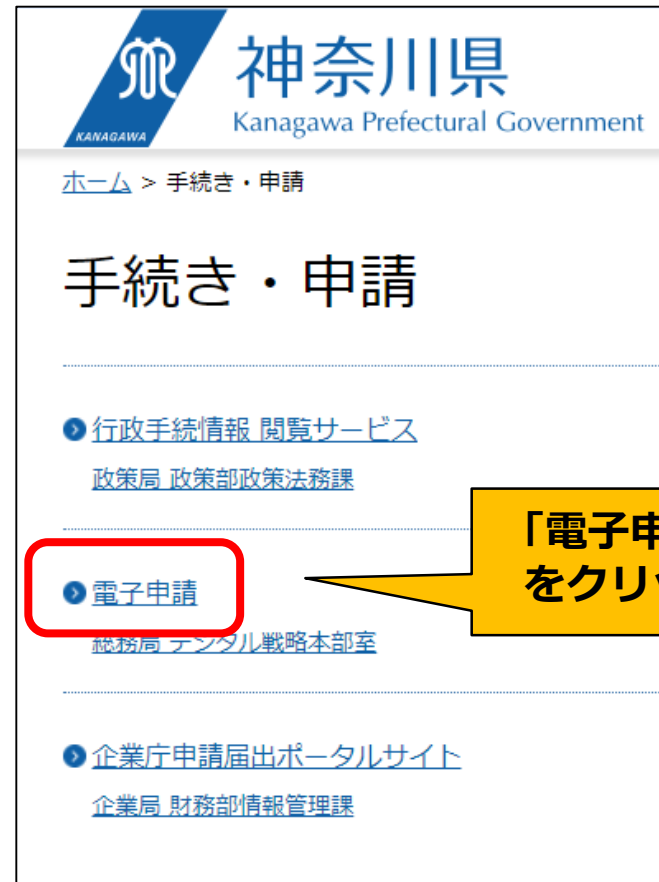 神奈川県
KANAGAWA
Kanagawa Prefectural Government
ホーム > 手続き・申請
手続き・申請
行政手続情報 閲覧サービス
政策局 政策部政策法務課
「電子申
をクリ
電子申請
総務局 デジタル戦略本部室
企業庁申請届出ポータルサイト
企業局 財務部情報管理課